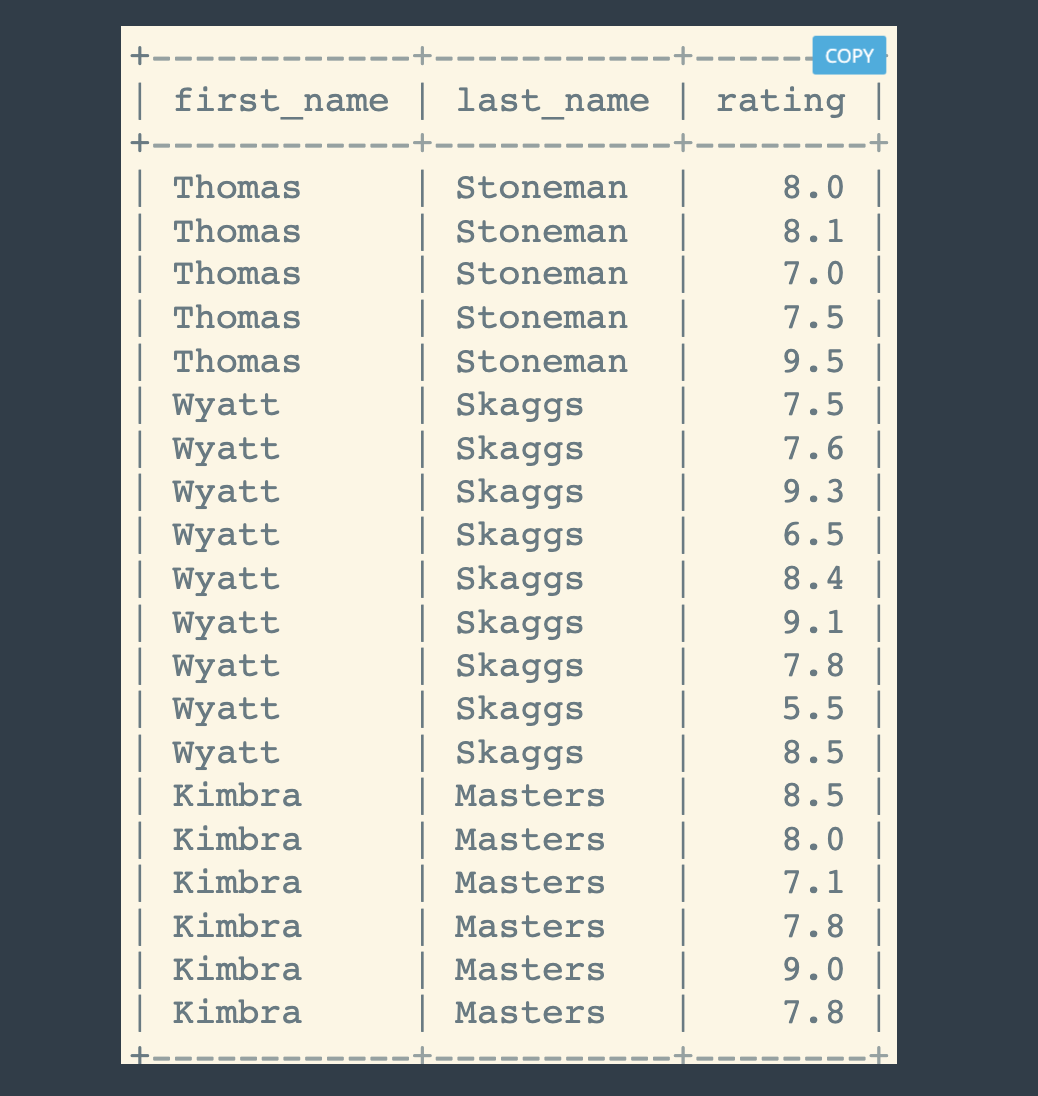 +------------+-----------+--------+
COPY
| first_name | last_name | rating |
+------------+-----------+--------+
| Thomas | Stoneman | 8.0 |
| Thomas | Stoneman | 8.1 |
| Thomas | Stoneman | 7.0 |
| Thomas | Stoneman | 7.5 |
| Thomas | Stoneman | 9.5 |
| Wyatt | Skaggs | 7.5 |
| Wyatt | Skaggs | 7.6 |
| Wyatt | Skaggs | 9.3 |
| Wyatt | Skaggs | 6.5 |
| Wyatt | Skaggs | 8.4 |
| Wyatt | Skaggs | 9.1 |
| Wyatt | Skaggs | 7.8 |
| Wyatt | Skaggs | 5.5 |
| Wyatt | Skaggs | 8.5 |
| Kimbra | Masters | 8.5 |
| Kimbra | Masters | 8.0 |
| Kimbra | Masters | 7.1 |
| Kimbra | Masters | 7.8 |
| Kimbra | Masters | 9.0 |
| Kimbra | Masters | 7.8 |
+------------+-----------+--------+